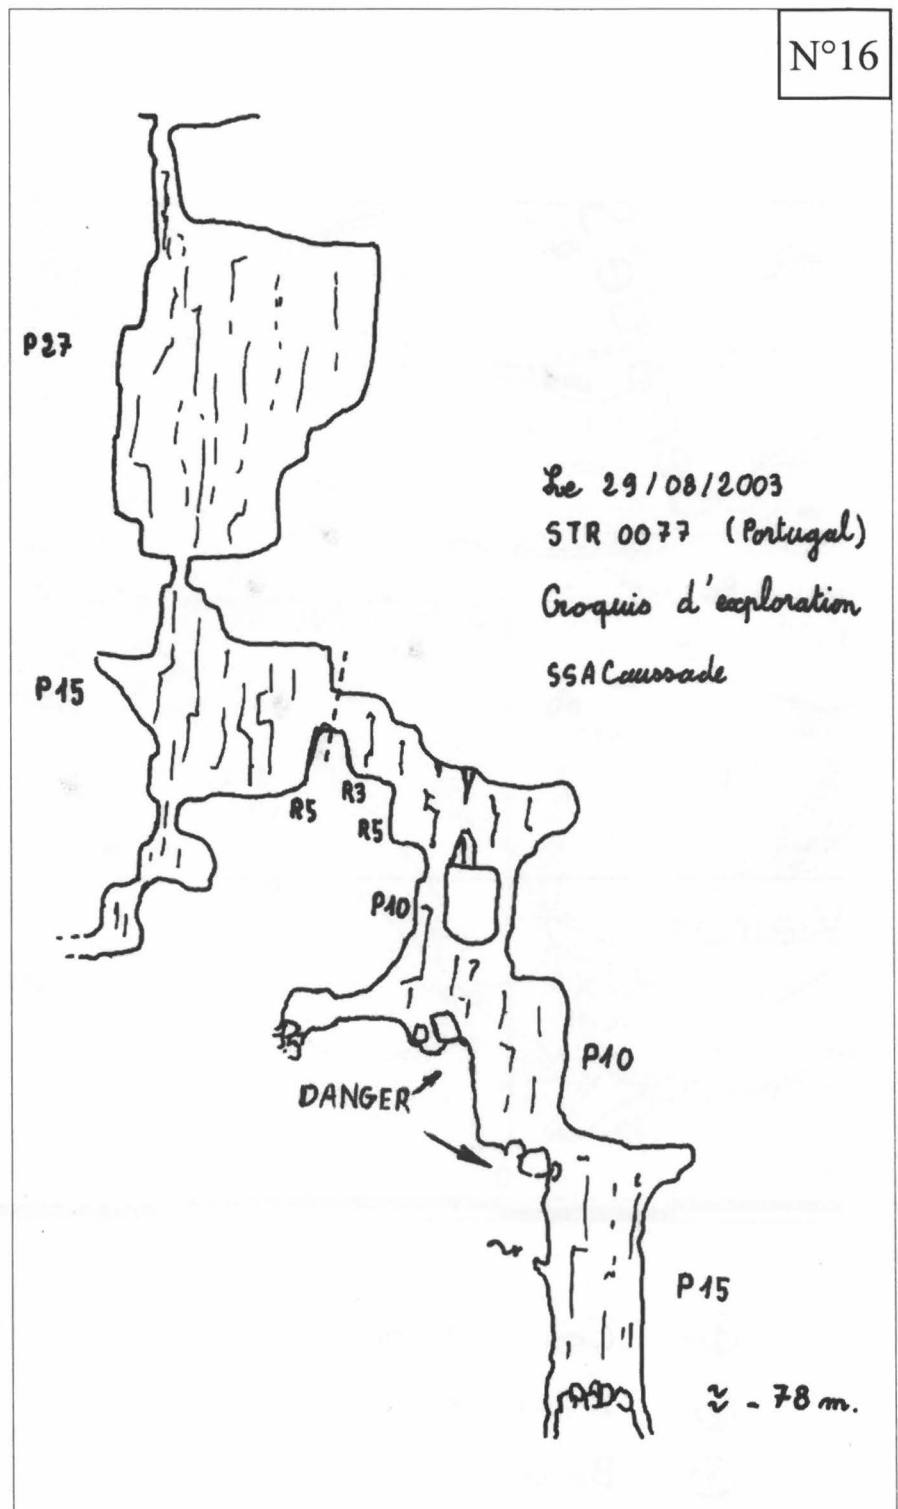 N°16
P27
Le 29/08/2003
STR 0077 (Portugal)
Croquis d'exploration
SSA Caussade
P15
R5
R3
R5
P10
P10
DANGER
P15
≈ - 78 m.